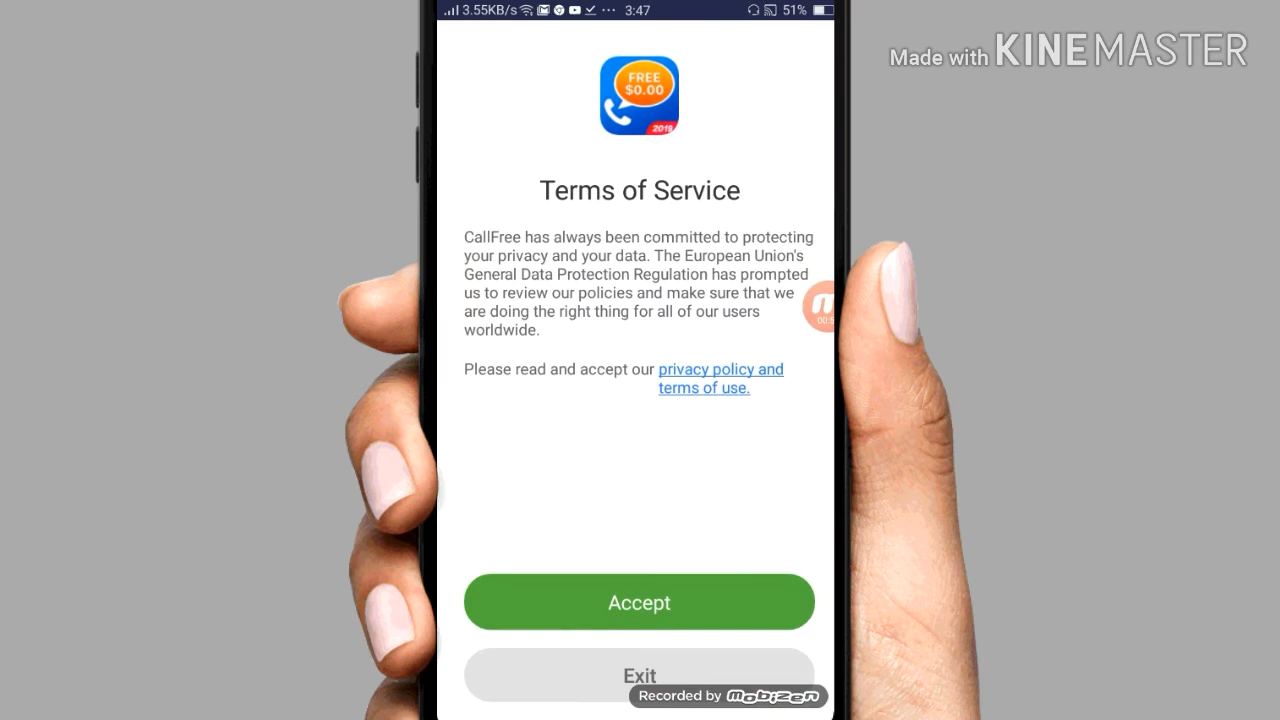 3.55KB/s 3:47 51%
Made with KINEMASTER
FREE
$0.00
2019
Terms of Service
CallFree has always been committed to protecting
your privacy and your data. The European Union's
General Data Protection Regulation has prompted
us to review our policies and make sure that we
are doing the right thing for all of our users
worldwide.
Please read and accept our privacy policy and
terms of use.
Accept
Exit
Recorded by mobizen